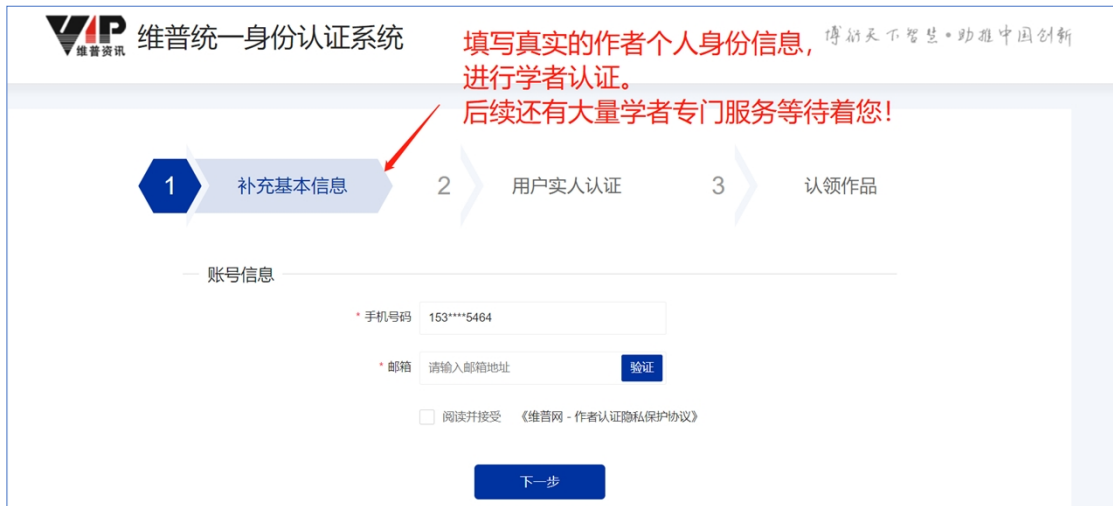 VIP
维普资讯
维普统一身份认证系统
博衍天下智慧·助推中国创新
填写真实的作者个人身份信息，
进行学者认证。
后续还有大量学者专门服务等待着您！
1 补充基本信息 2 用户实人认证 3 认领作品
账号信息
* 手机号码 153****5464
* 邮箱 请输入邮箱地址 验证
阅读并接受 《维普网 - 作者认证隐私保护协议》
下一步